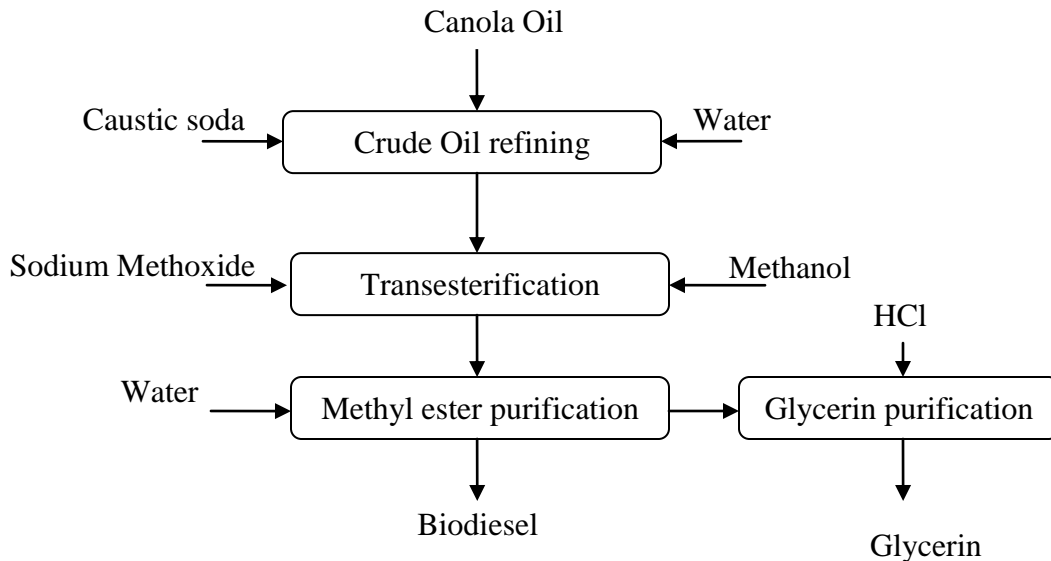 Canola Oil
Caustic soda
Crude Oil refining
Water
Sodium Methoxide
Transesterification
Methanol
HCl
Water
Methyl ester purification
Glycerin purification
Biodiesel
Glycerin